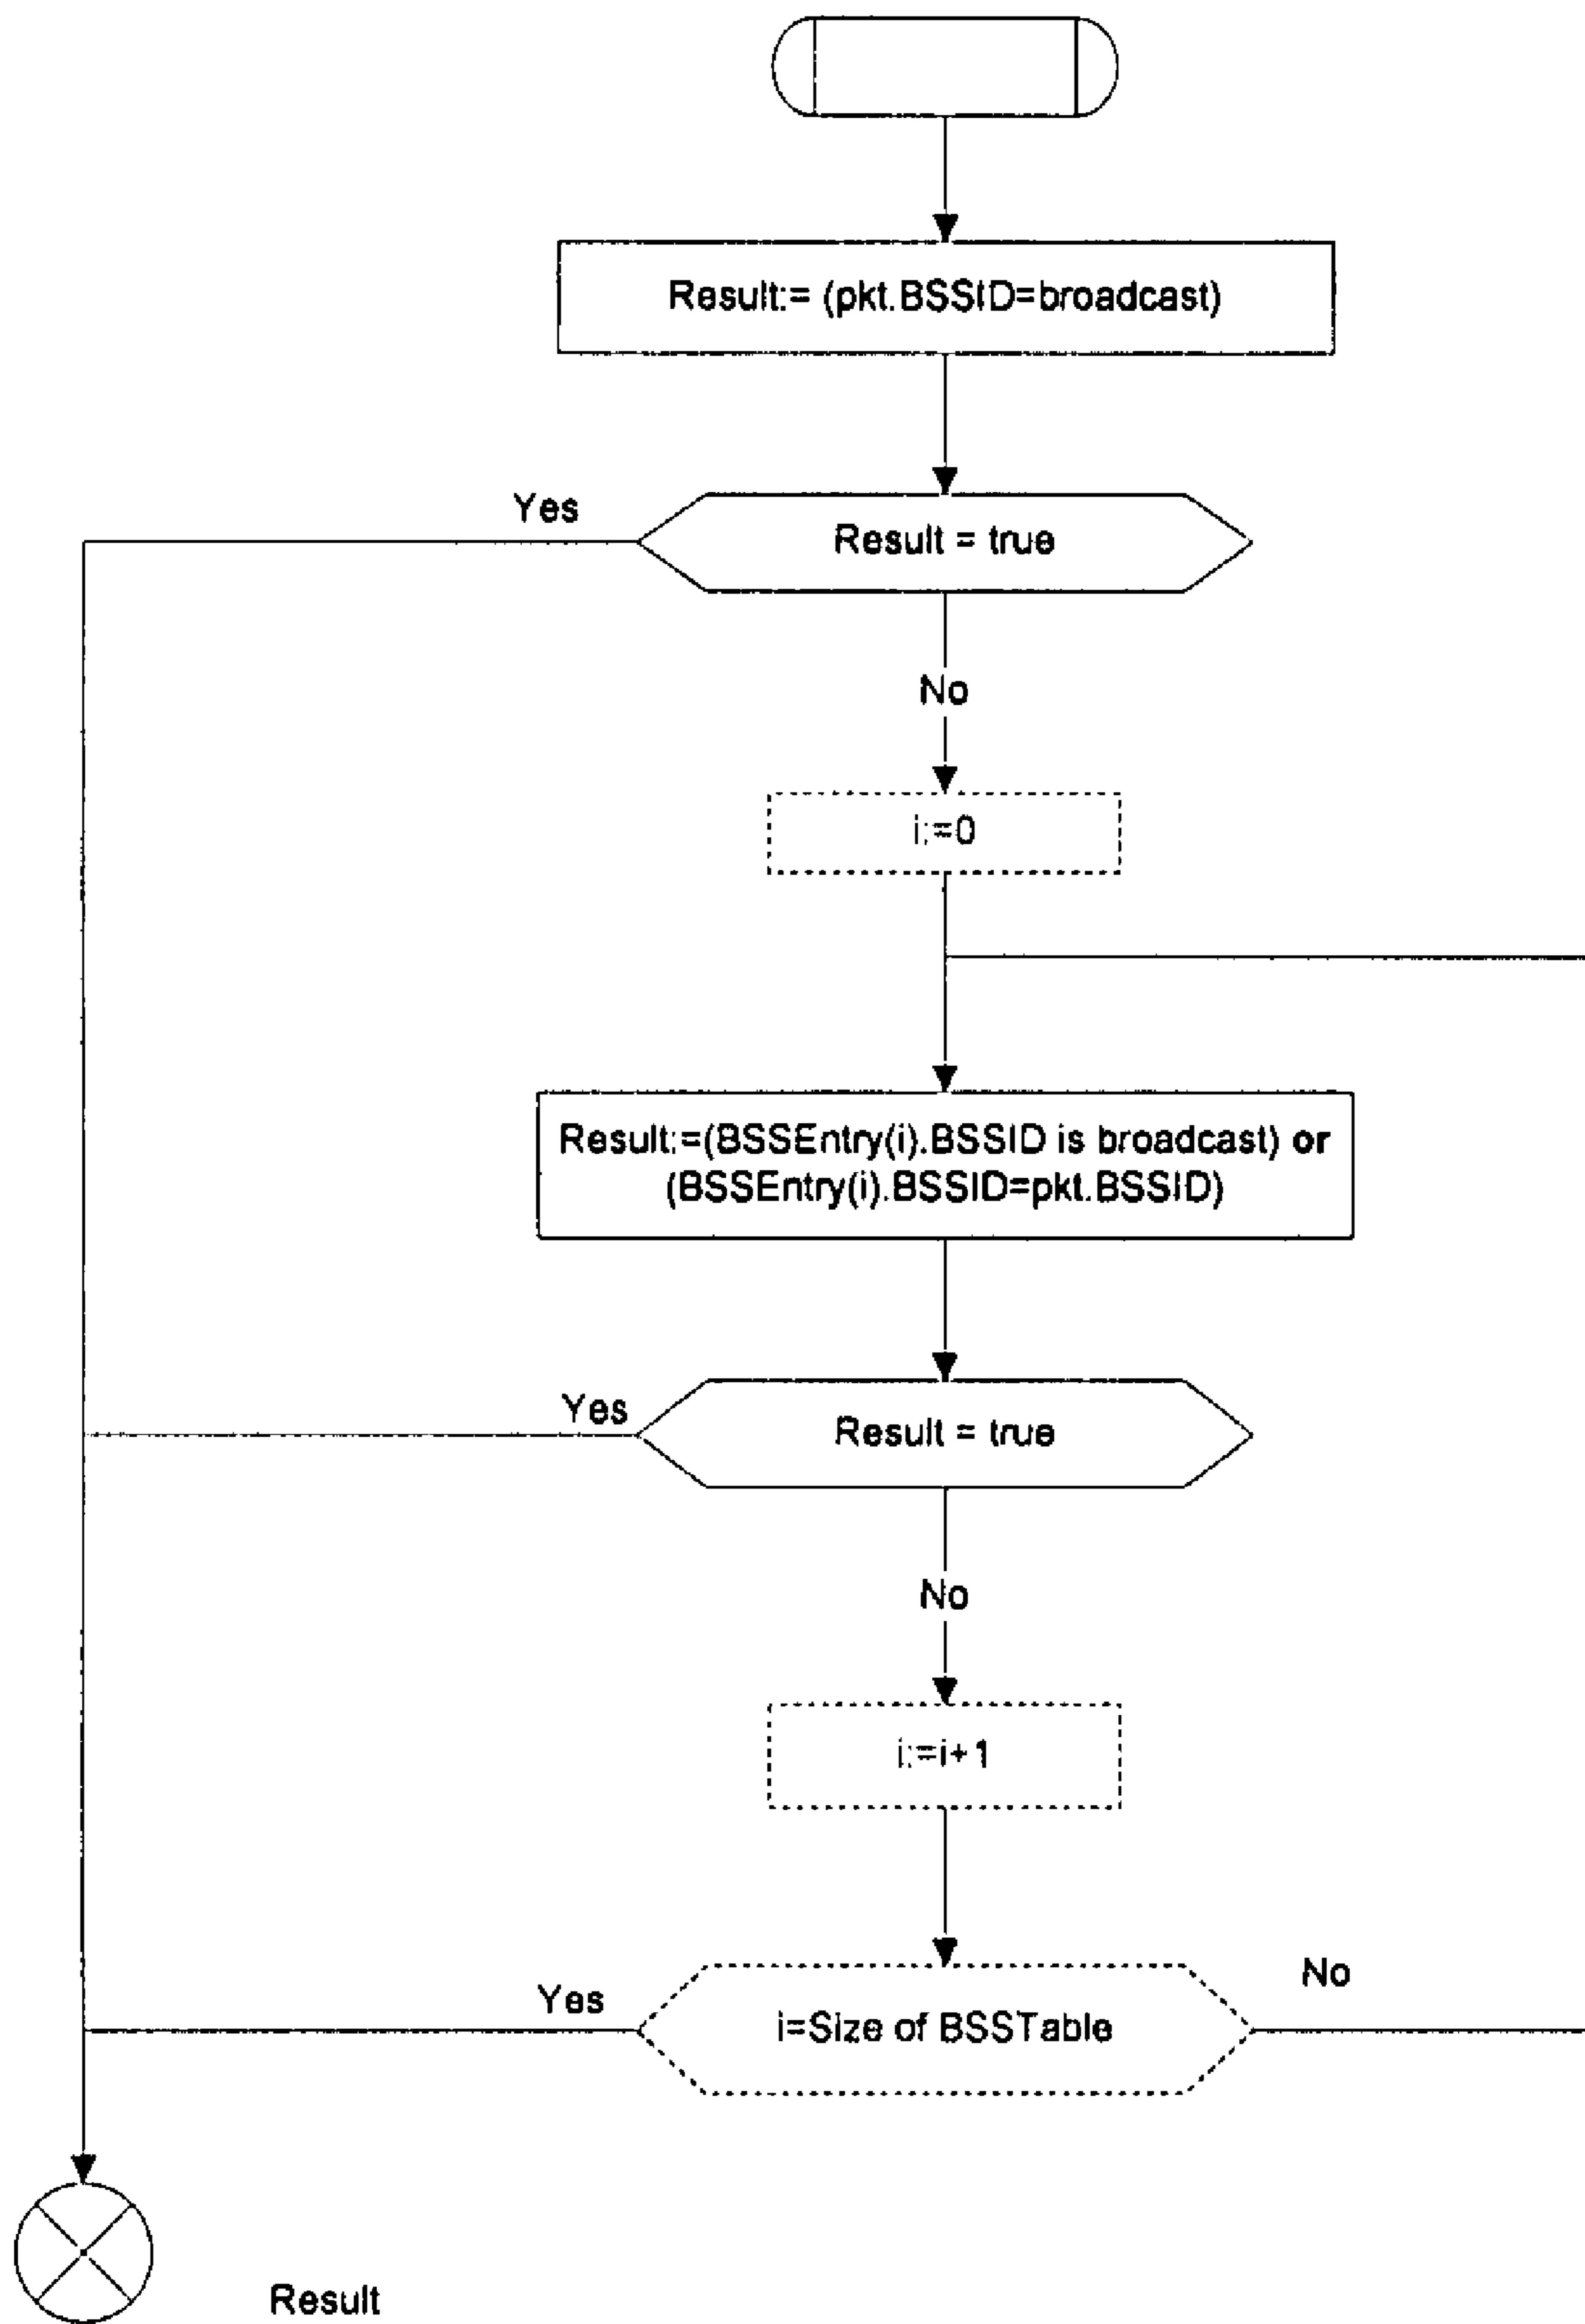 Result:= (pkt.BSSID=broadcast)
Yes
Result = true
No
i:=0
Result:=(BSSEntry(i).BSSID is broadcast) or
(BSSEntry(i).BSSID=pkt.BSSID)
Yes
Result = true
No
i:=i+1
Yes
i=Size of BSSTable
No
Result